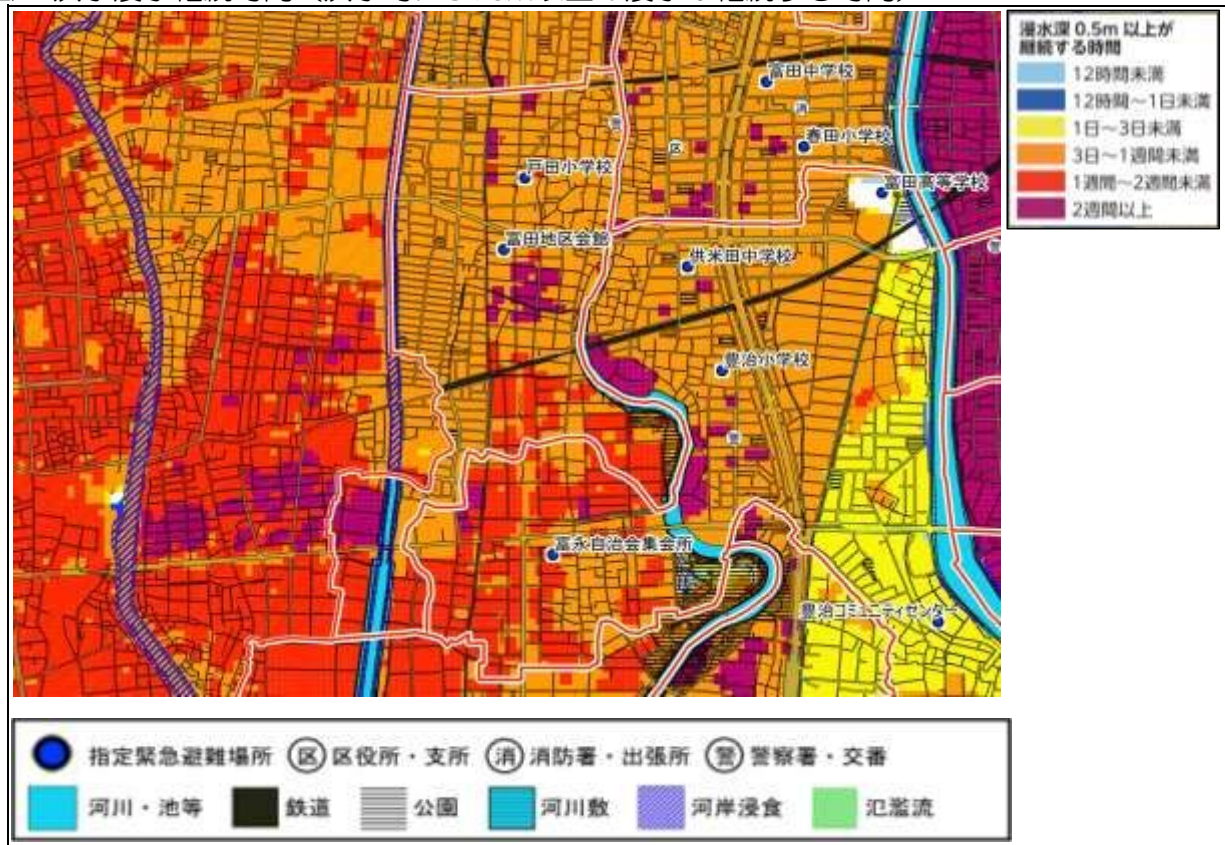 浸水深 0.5m 以上が
継続する時間
12時間未満
12時間～1日未満
1日～3日未満
3日～1週間未満
1週間～2週間未満
2週間以上
富田中学校
消
警
区
春田小学校
戸田小学校
富田高等学校
富田地区会館
警
供米田中学校
豊治小学校
警
富永自治会集会所
豊治コミュニティセンター
指定緊急避難場所 区 区役所・支所 消 消防署・出張所 警 警察署・交番
河川・池等 鉄道 公園 河川敷 河岸浸食 氾濫流